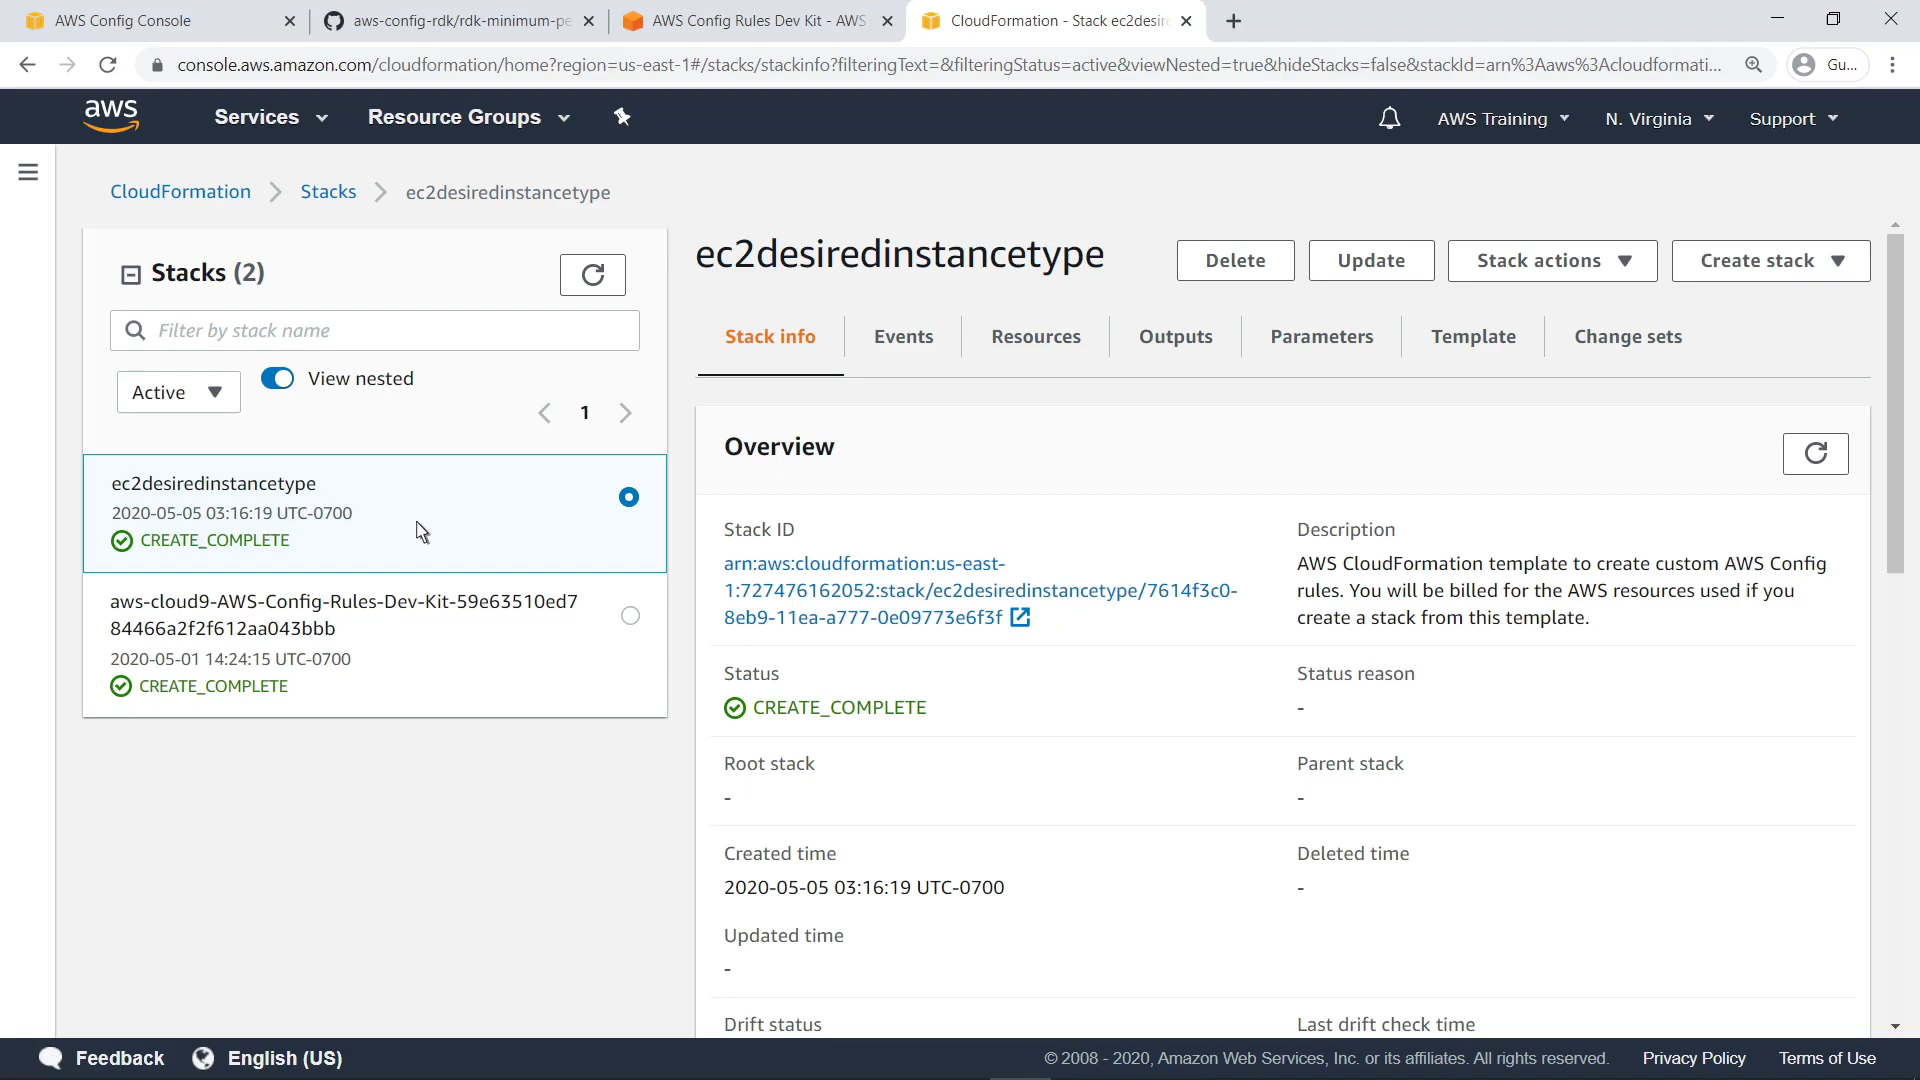 AWS Config Console
aws-config-rdk/rdk-minimum-pe
AWS Config Rules Dev Kit - AWS
CloudFormation - Stack ec2desire
console.aws.amazon.com/cloudformation/home?region=us-east-1#/stacks/stackinfo?filteringText=&filteringStatus=active&viewNested=true&hideStacks=false&stackId=arn%3Aaws%3Acloudformati...
Gu...
aws
Services
Resource Groups
AWS Training
N. Virginia
Support
CloudFormation
Stacks
ec2desiredinstancetype
Stacks (2)
Filter by stack name
Active
View nested
1
ec2desiredinstancetype
2020-05-05 03:16:19 UTC-0700
CREATE_COMPLETE
aws-cloud9-AWS-Config-Rules-Dev-Kit-59e63510ed7
84466a2f2f612aa043bbb
2020-05-01 14:24:15 UTC-0700
CREATE_COMPLETE
ec2desiredinstancetype
Delete
Update
Stack actions
Create stack
Stack info
Events
Resources
Outputs
Parameters
Template
Change sets
Overview
Stack ID
arn:aws:cloudformation:us-east-
1:727476162052:stack/ec2desiredinstancetype/7614f3c0-
8eb9-11ea-a777-0e09773e6f3f
Description
AWS CloudFormation template to create custom AWS Config
rules. You will be billed for the AWS resources used if you
create a stack from this template.
Status
CREATE_COMPLETE
Status reason
-
Root stack
-
Parent stack
-
Created time
2020-05-05 03:16:19 UTC-0700
Deleted time
-
Updated time
-
Drift status
Last drift check time
Feedback
English (US)
© 2008 - 2020, Amazon Web Services, Inc. or its affiliates. All rights reserved.
Privacy Policy
Terms of Use